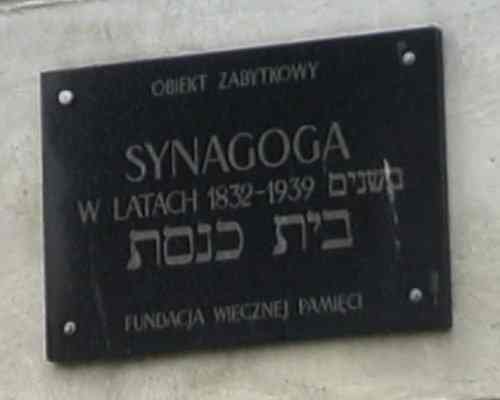 OBIEKT ZABYTKOWY
SYNAGOGA
W LATACH 1832-1939 בשנים
בית כנסת
FUNDACJA WIECZNEJ PAMIĘCI